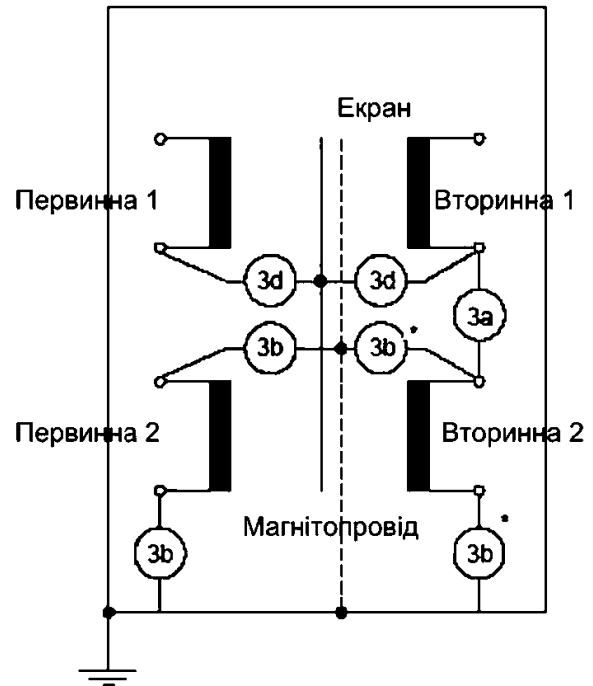 Екран
Первинна 1
Вторинна 1
3d
3d
3a
3b
3b *
Первинна 2
Вторинна 2
Магнітопровід
3b
3b *